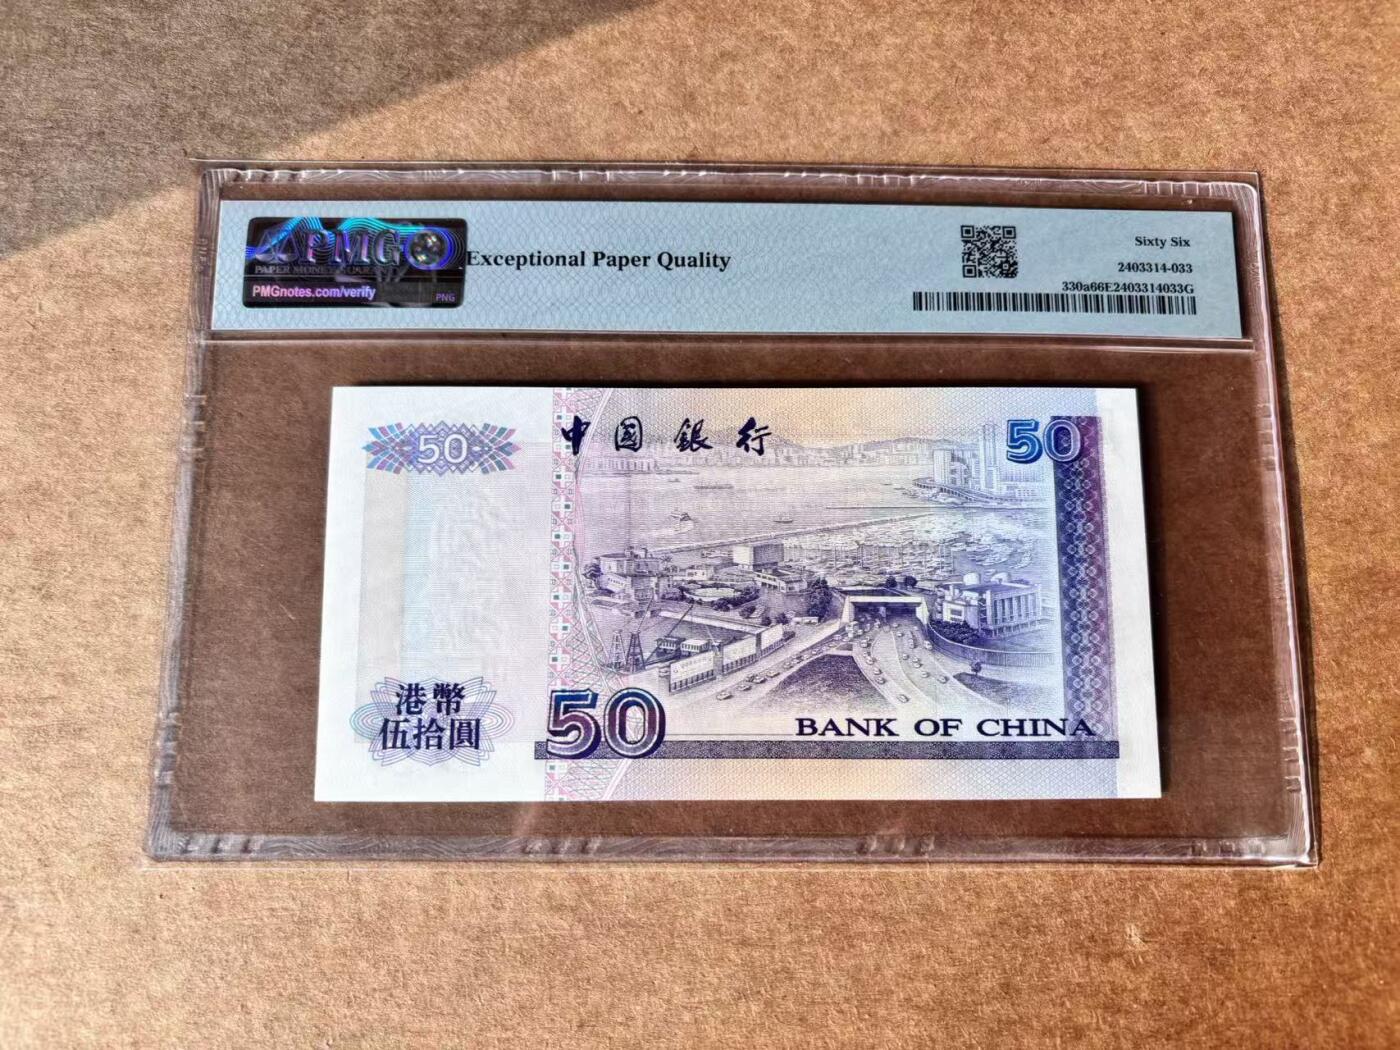 PMG
PAPER MONEY GUARANTY
PMGnotes.com/verify
PNG
Exceptional Paper Quality
Sixty Six
2403314-033
330a66E2403314033G
50
中國銀行
50
港幣
伍拾圓
50
BANK OF CHINA